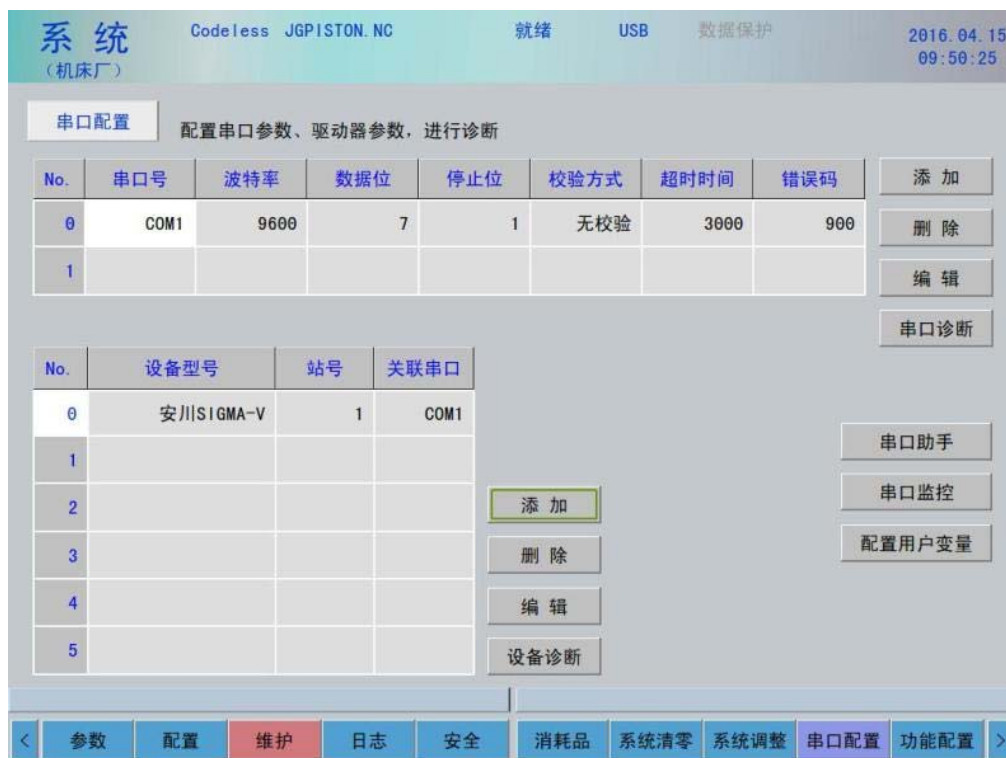 系统 Codeless JGPISTON.NC 就绪 USB 数据保护 2016.04.15
（机床厂） 09:50:25
串口配置 配置串口参数、驱动器参数，进行诊断
No. 串口号 波特率 数据位 停止位 校验方式 超时时间 错误码 添加
0 COM1 9600 7 1 无校验 3000 900 删除
1 编辑
串口诊断
No. 设备型号 站号 关联串口
0 安川SIGMA-V 1 COM1
串口助手
1
串口监控
2 添加
配置用户变量
3 删除
4 编辑
5 设备诊断
< 参数 配置 维护 日志 安全 消耗品 系统清零 系统调整 串口配置 功能配置 >